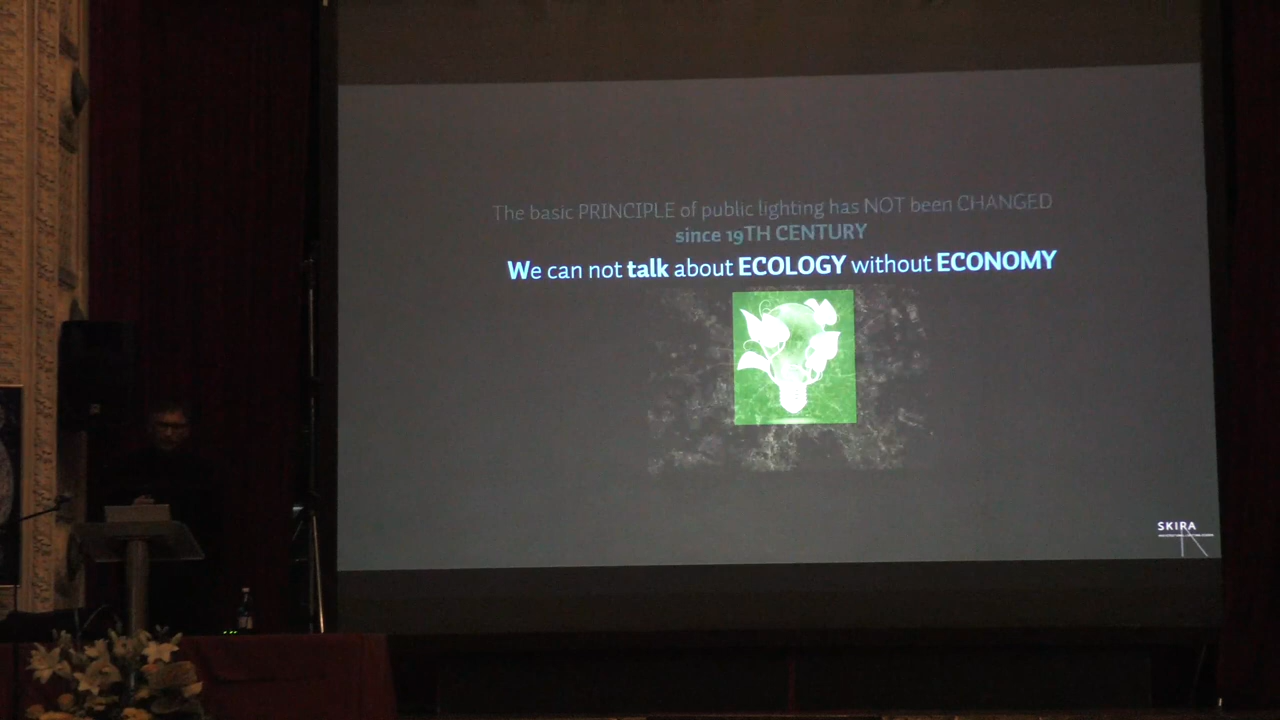 The basic PRINCIPLE of public lighting has NOT been CHANGED
since 19TH CENTURY
We can not talk about ECOLOGY without ECONOMY
SKIRA